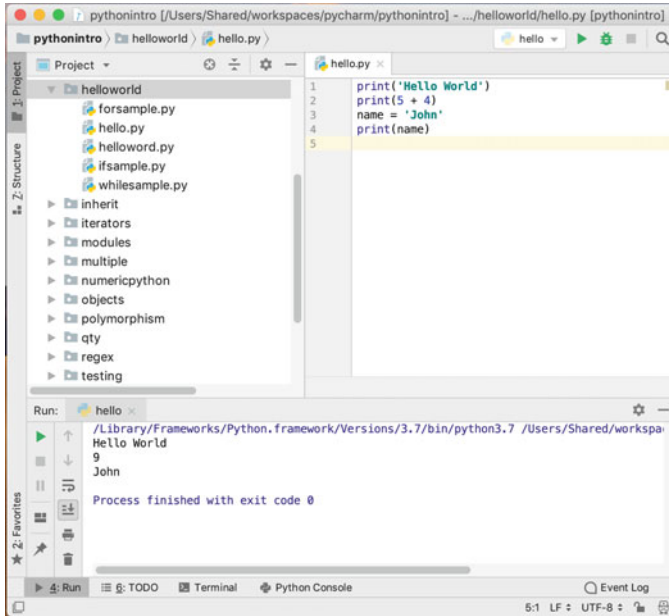 pythonintro [/Users/Shared/workspaces/pycharm/pythonintro] - .../helloworld/hello.py [pythonintro]
pythonintro helloworld hello.py hello
1: Project
Z: Structure
2: Favorites
Project
helloworld
forsample.py
hello.py
helloword.py
ifsample.py
whilesample.py
inherit
iterators
modules
multiple
numericpython
objects
polymorphism
qty
regex
testing
hello.py
1 print('Hello World')
2 print(5 + 4)
3 name = 'John'
4 print(name)
5
Run: hello
/Library/Frameworks/Python.framework/Versions/3.7/bin/python3.7 /Users/Shared/workspa
Hello World
9
John
Process finished with exit code 0
4: Run 6: TODO Terminal Python Console Event Log
5:1 LF UTF-8